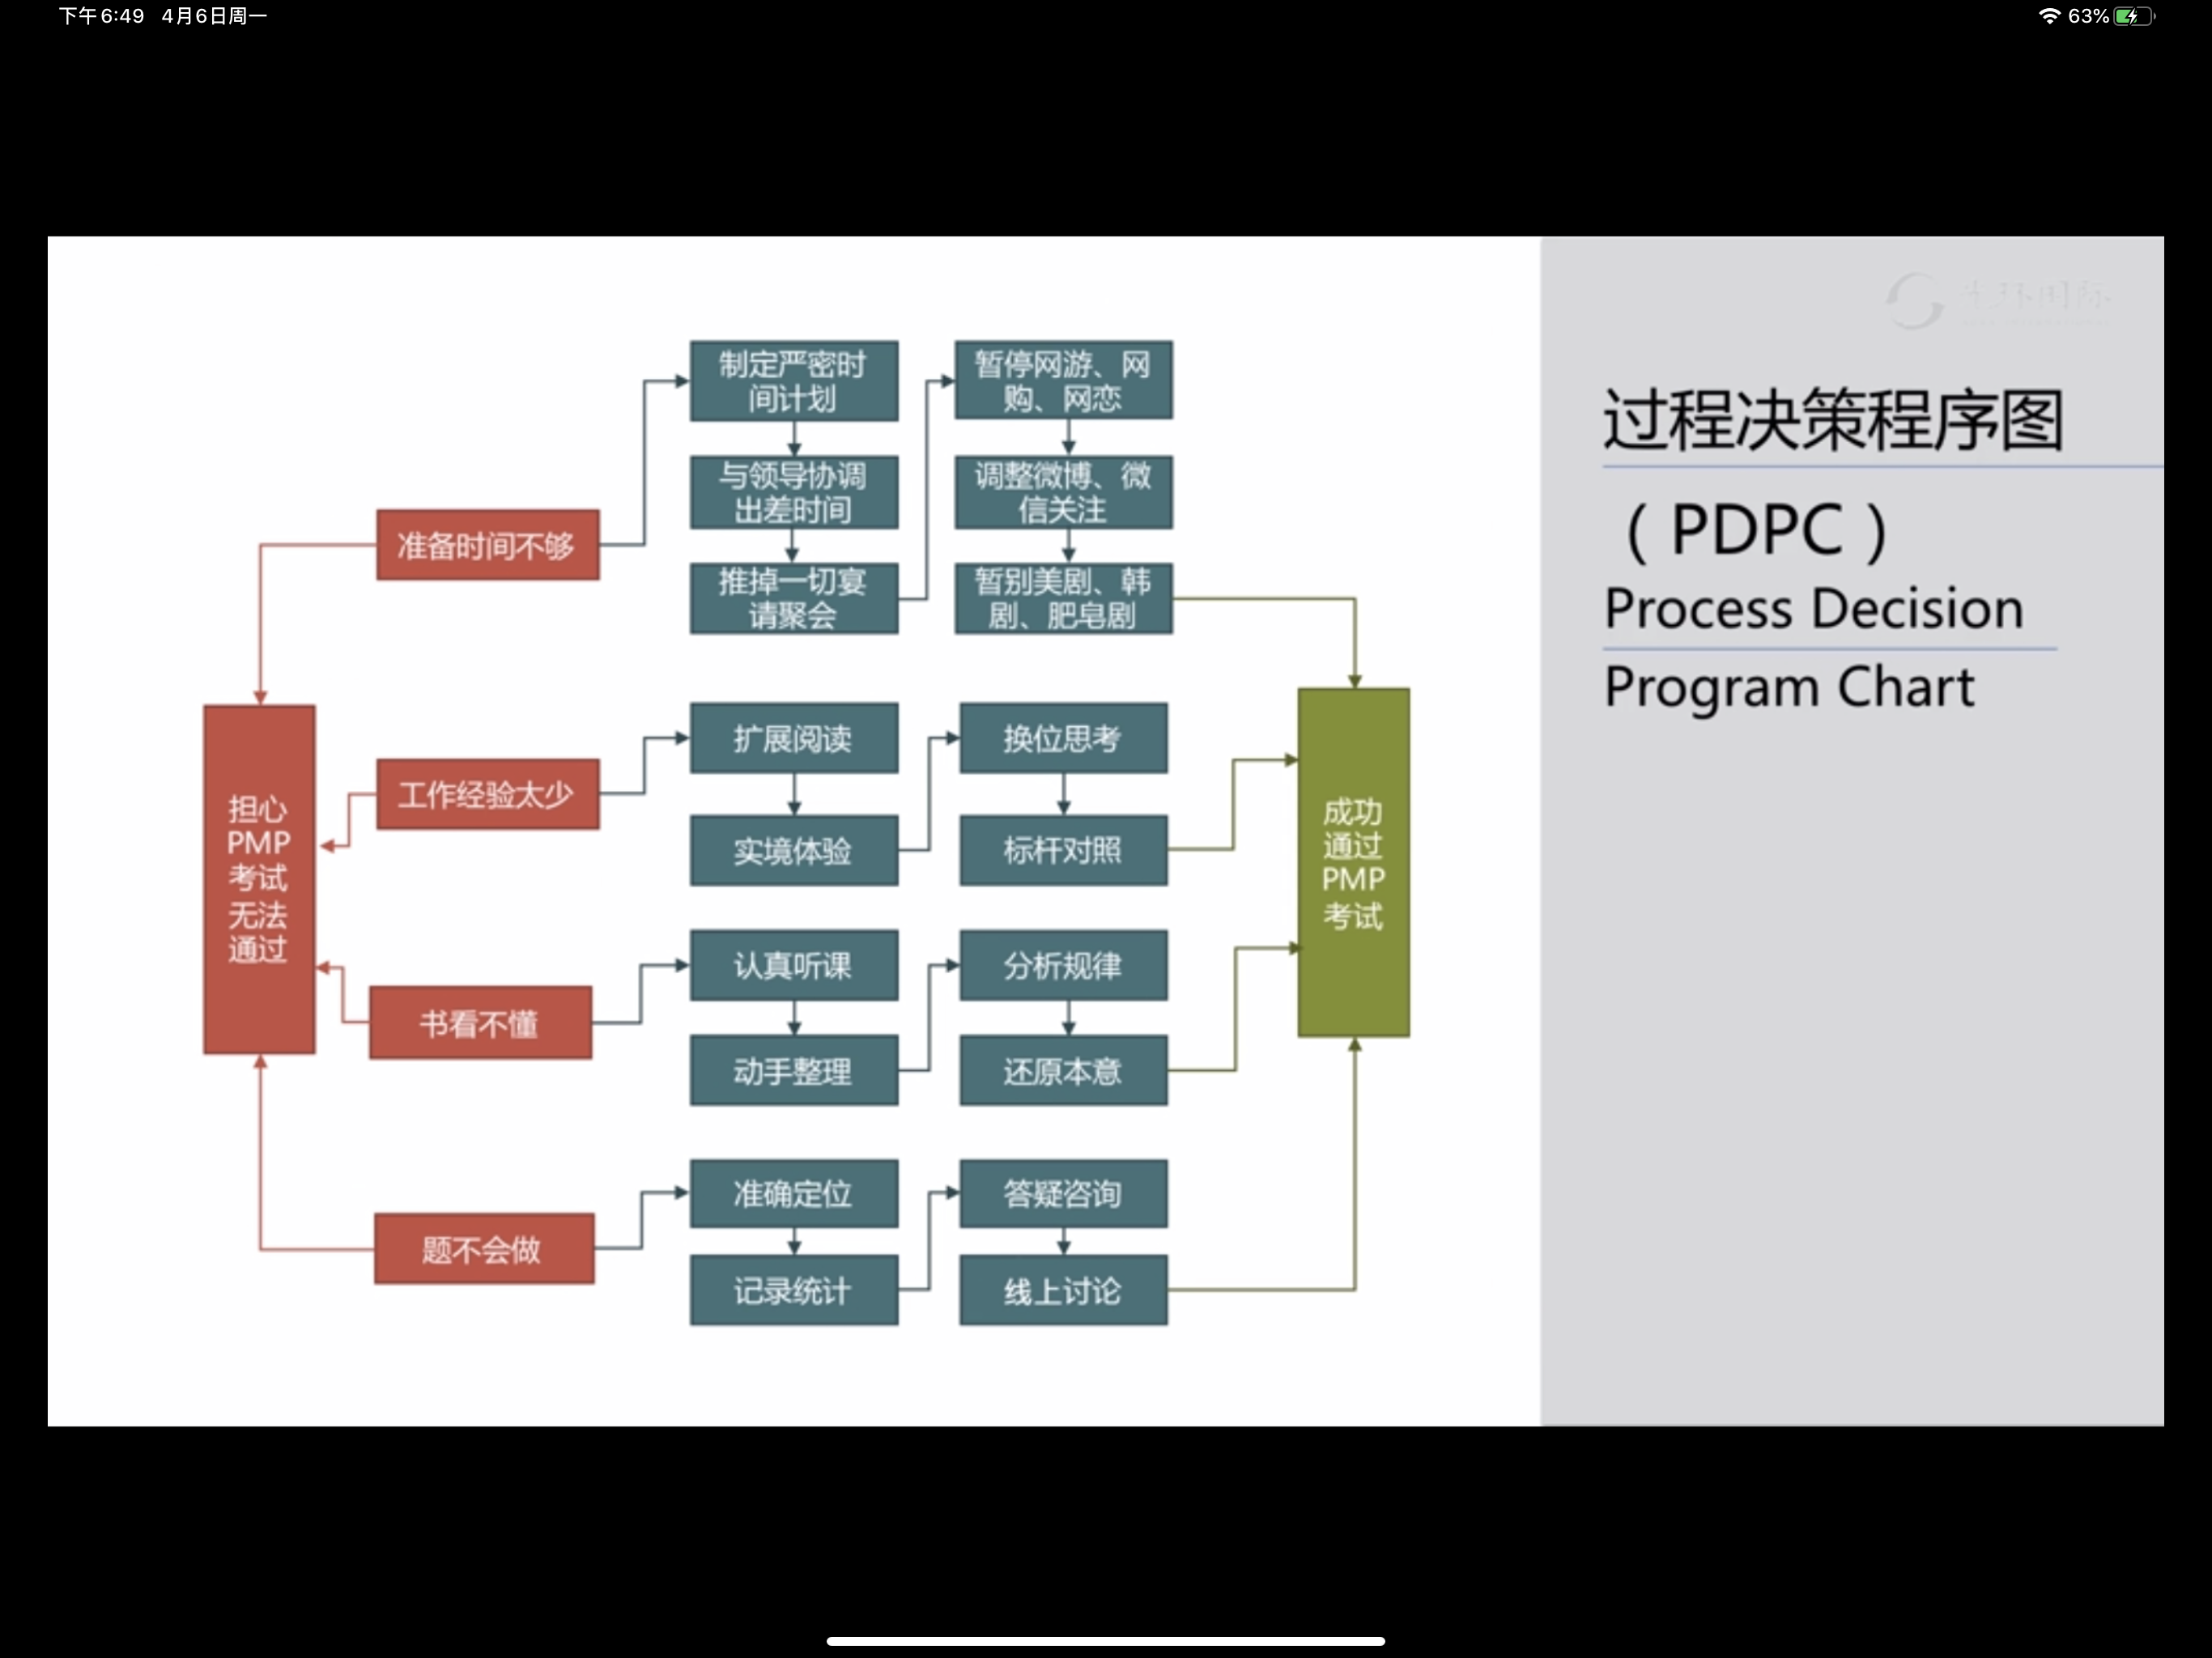 下午6:49 4月6日周一
63%
过程决策程序图
（PDPC）
Process Decision
Program Chart
担心
PMP
考试
无法
通过
准备时间不够
制定严密时
间计划
与领导协调
出差时间
推掉一切宴
请聚会
暂停网游、网
购、网恋
调整微博、微
信关注
暂别美剧、韩
剧、肥皂剧
工作经验太少
扩展阅读
实境体验
换位思考
标杆对照
书看不懂
认真听课
动手整理
分析规律
还原本意
题不会做
准确定位
记录统计
答疑咨询
线上讨论
成功
通过
PMP
考试